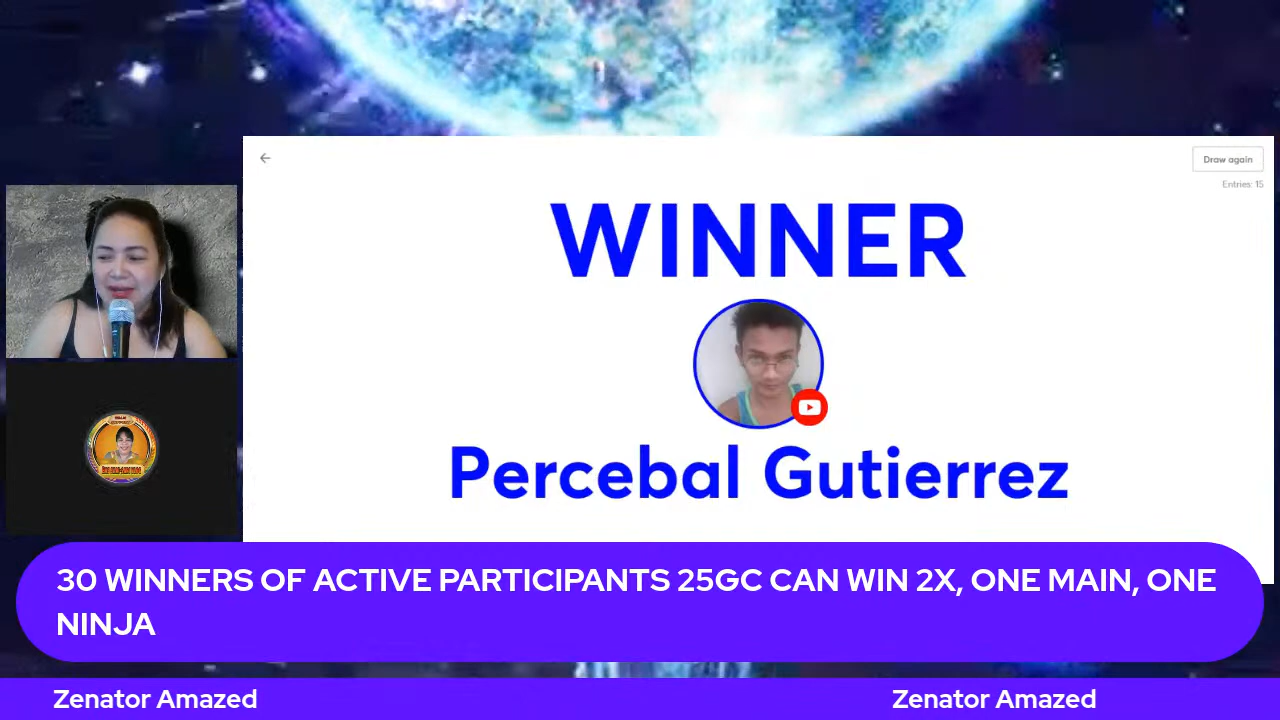 Draw again
Entries: 15
WINNER
Percebal Gutierrez
30 WINNERS OF ACTIVE PARTICIPANTS 25GC CAN WIN 2X, ONE MAIN, ONE
NINJA
Zenator Amazed
Zenator Amazed